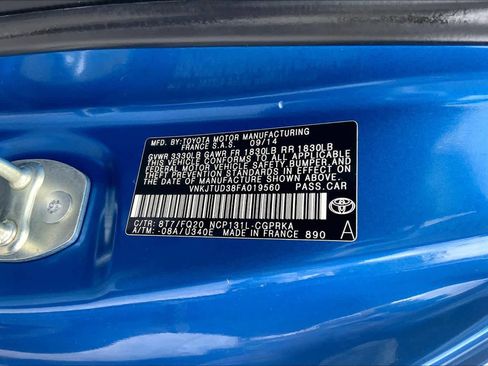 MFD. BY:TOYOTA MOTOR MANUFACTURING
FRANCE S.A.S. 09/14
GVWR 3330LB GAWR FR 1830LB RR 1830LB
THIS VEHICLE CONFORMS TO ALL APPLICABLE
FEDERAL MOTOR VEHICLE SAFETY, BUMPER, AND
THEFT PREVENTION STANDARDS IN EFFECT ON
THE DATE OF MANUFACTURE SHOWN ABOVE.
VNKJTUD38FA019560 PASS.CAR
C/TR: 8T7/FQ20 NCP131L-CGPRKA
A/TM: -08A/U340E MADE IN FRANCE 890
A
TOYOTA